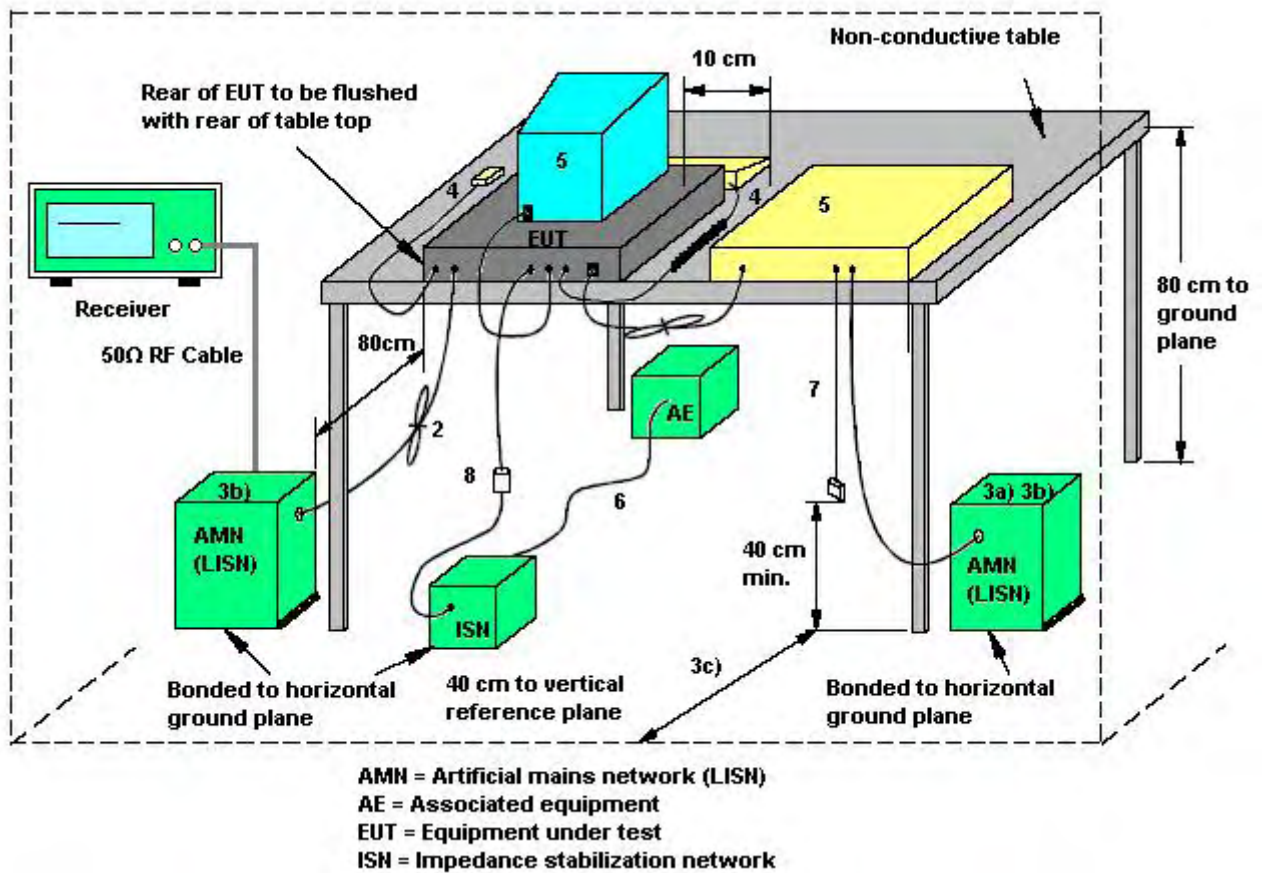 Non-conductive table
10 cm
Rear of EUT to be flushed
with rear of table top
5
4
4
5
EUT
Receiver
50Ω RF Cable
80cm
80 cm to
ground
plane
AE
7
2
8
6
3b)
AMN
(LISN)
3a) 3b)
AMN
(LISN)
40 cm
min.
ISN
3c)
Bonded to horizontal
ground plane
40 cm to vertical
reference plane
Bonded to horizontal
ground plane
AMN = Artificial mains network (LISN)
AE = Associated equipment
EUT = Equipment under test
ISN = Impedance stabilization network